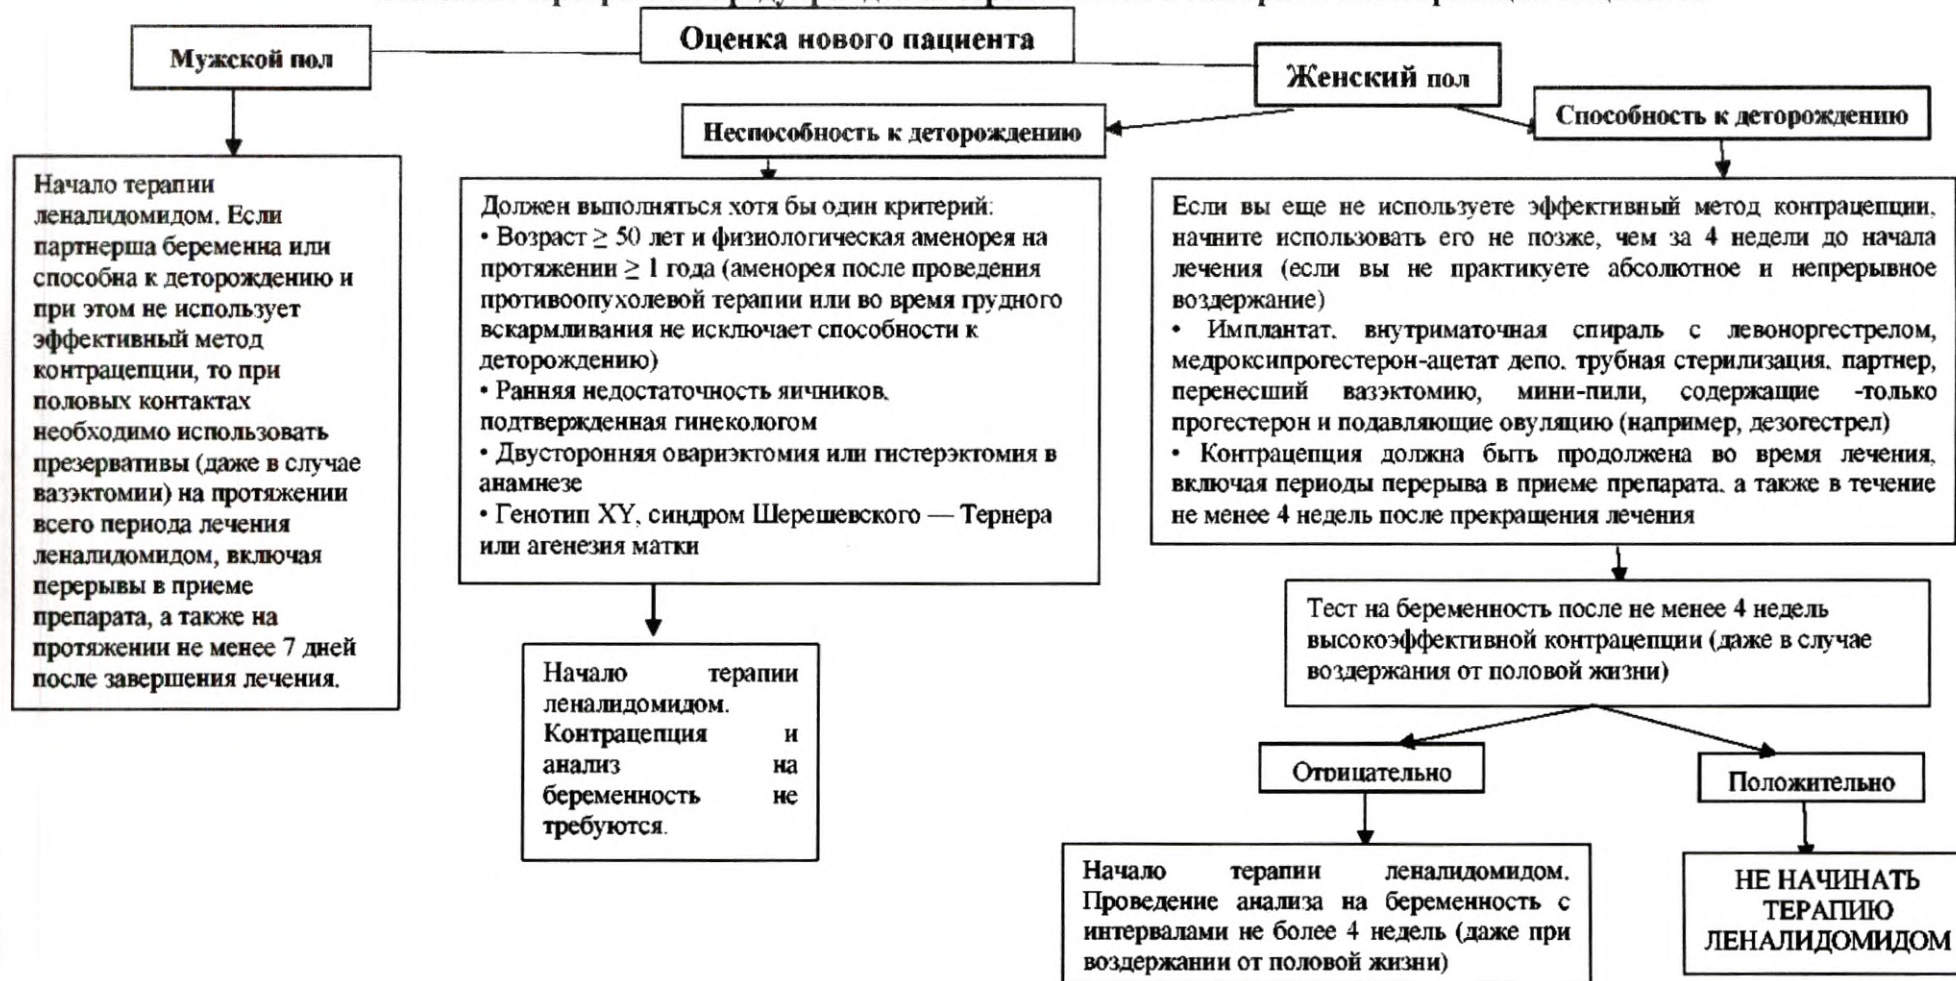 Оценка нового пациента
Мужской пол
Женский пол
Неспособность к деторождению
Способность к деторождению
Начало терапии
леналидомидом. Если
партнерша беременна или
способна к деторождению и
при этом не использует
эффективный метод
контрацепции, то при
половых контактах
необходимо использовать
презервативы (даже в случае
вазэктомии) на протяжении
всего периода лечения
леналидомидом, включая
перерывы в приеме
препарата, а также на
протяжении не менее 7 дней
после завершения лечения.
Должен выполняться хотя бы один критерий:
• Возраст ≥ 50 лет и физиологическая аменорея на
протяжении ≥ 1 года (аменорея после проведения
противоопухолевой терапии или во время грудного
вскармливания не исключает способности к
деторождению)
• Ранняя недостаточность яичников,
подтвержденная гинекологом
• Двусторонняя овариэктомия или гистерэктомия в
анамнезе
• Генотип XY, синдром Шерешевского — Тернера
или агенезия матки
Начало терапии
леналидомидом.
Контрацепция и
анализ на
беременность не
требуются.
Если вы еще не используете эффективный метод контрацепции,
начните использовать его не позже, чем за 4 недели до начала
лечения (если вы не практикуете абсолютное и непрерывное
воздержание)
• Имплантат, внутриматочная спираль с левоноргестрелом,
медроксипрогестерон-ацетат депо, трубная стерилизация, партнер,
перенесший вазэктомию, мини-пили, содержащие -только
прогестерон и подавляющие овуляцию (например, дезогестрел)
• Контрацепция должна быть продолжена во время лечения,
включая периоды перерыва в приеме препарата, а также в течение
не менее 4 недель после прекращения лечения
Тест на беременность после не менее 4 недель
высокоэффективной контрацепции (даже в случае
воздержания от половой жизни)
Отрицательно
Положительно
Начало терапии леналидомидом.
Проведение анализа на беременность с
интервалами не более 4 недель (даже при
воздержании от половой жизни)
НЕ НАЧИНАТЬ
ТЕРАПИЮ
ЛЕНАЛИДОМИДОМ